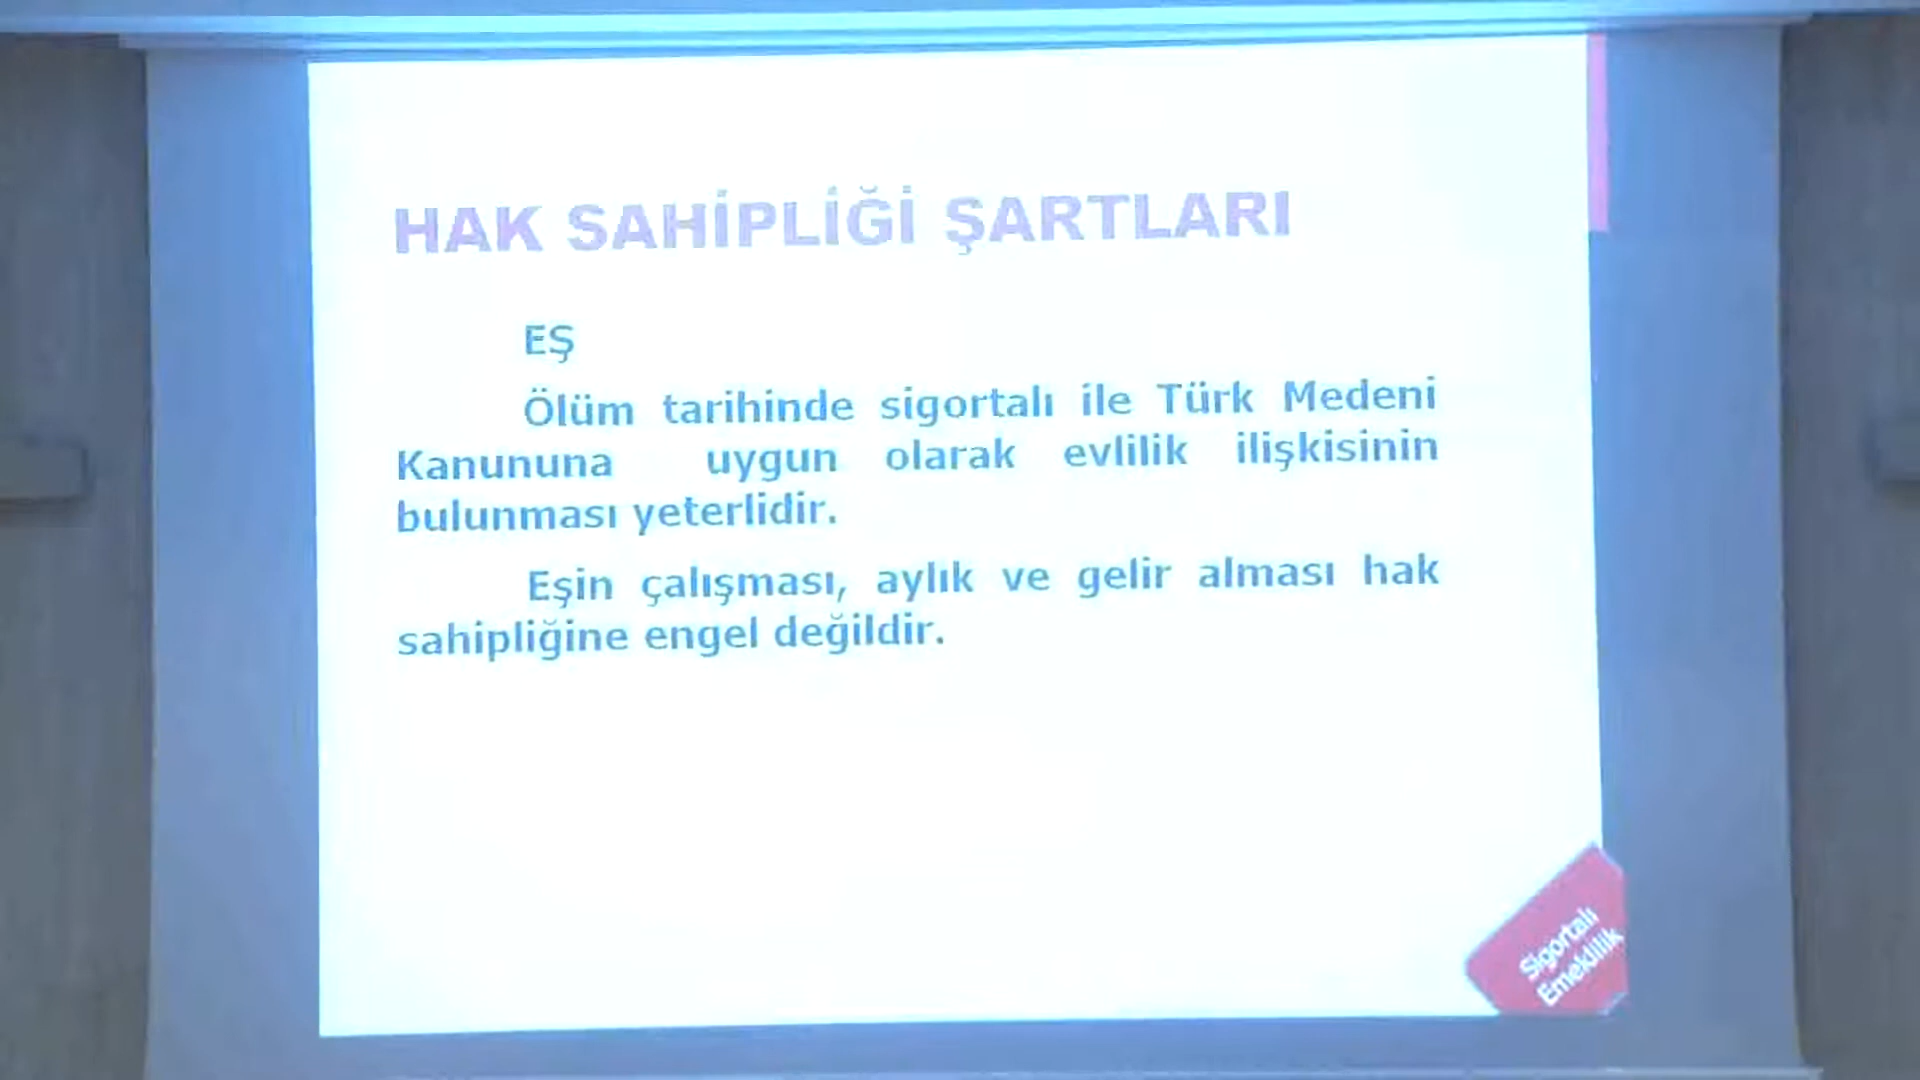 HAK SAHİPLİĞİ ŞARTLARI
EŞ
Ölüm tarihinde sigortalı ile Türk Medeni
Kanununa uygun olarak evlilik ilişkisinin
bulunması yeterlidir.
Eşin çalışması, aylık ve gelir alması hak
sahipliğine engel değildir.
Sigortalı
Emeklilik